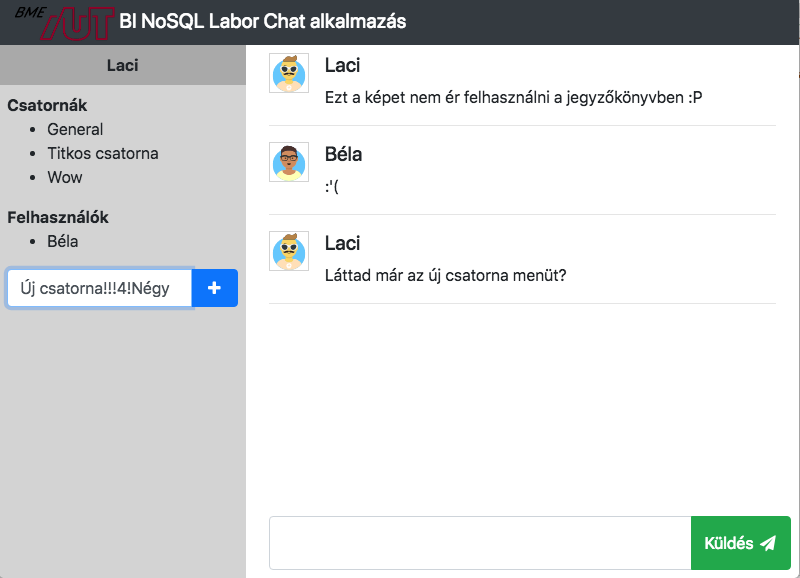 BME AUT BI NoSQL Labor Chat alkalmazás
Laci
Csatornák
General
Titkos csatorna
Wow
Felhasználók
Béla
Új csatorna!!!4!Négy
Laci
Ezt a képet nem ér felhasználni a jegyzőkönyvben :P
Béla
:'(
Laci
Láttad már az új csatorna menüt?
Küldés